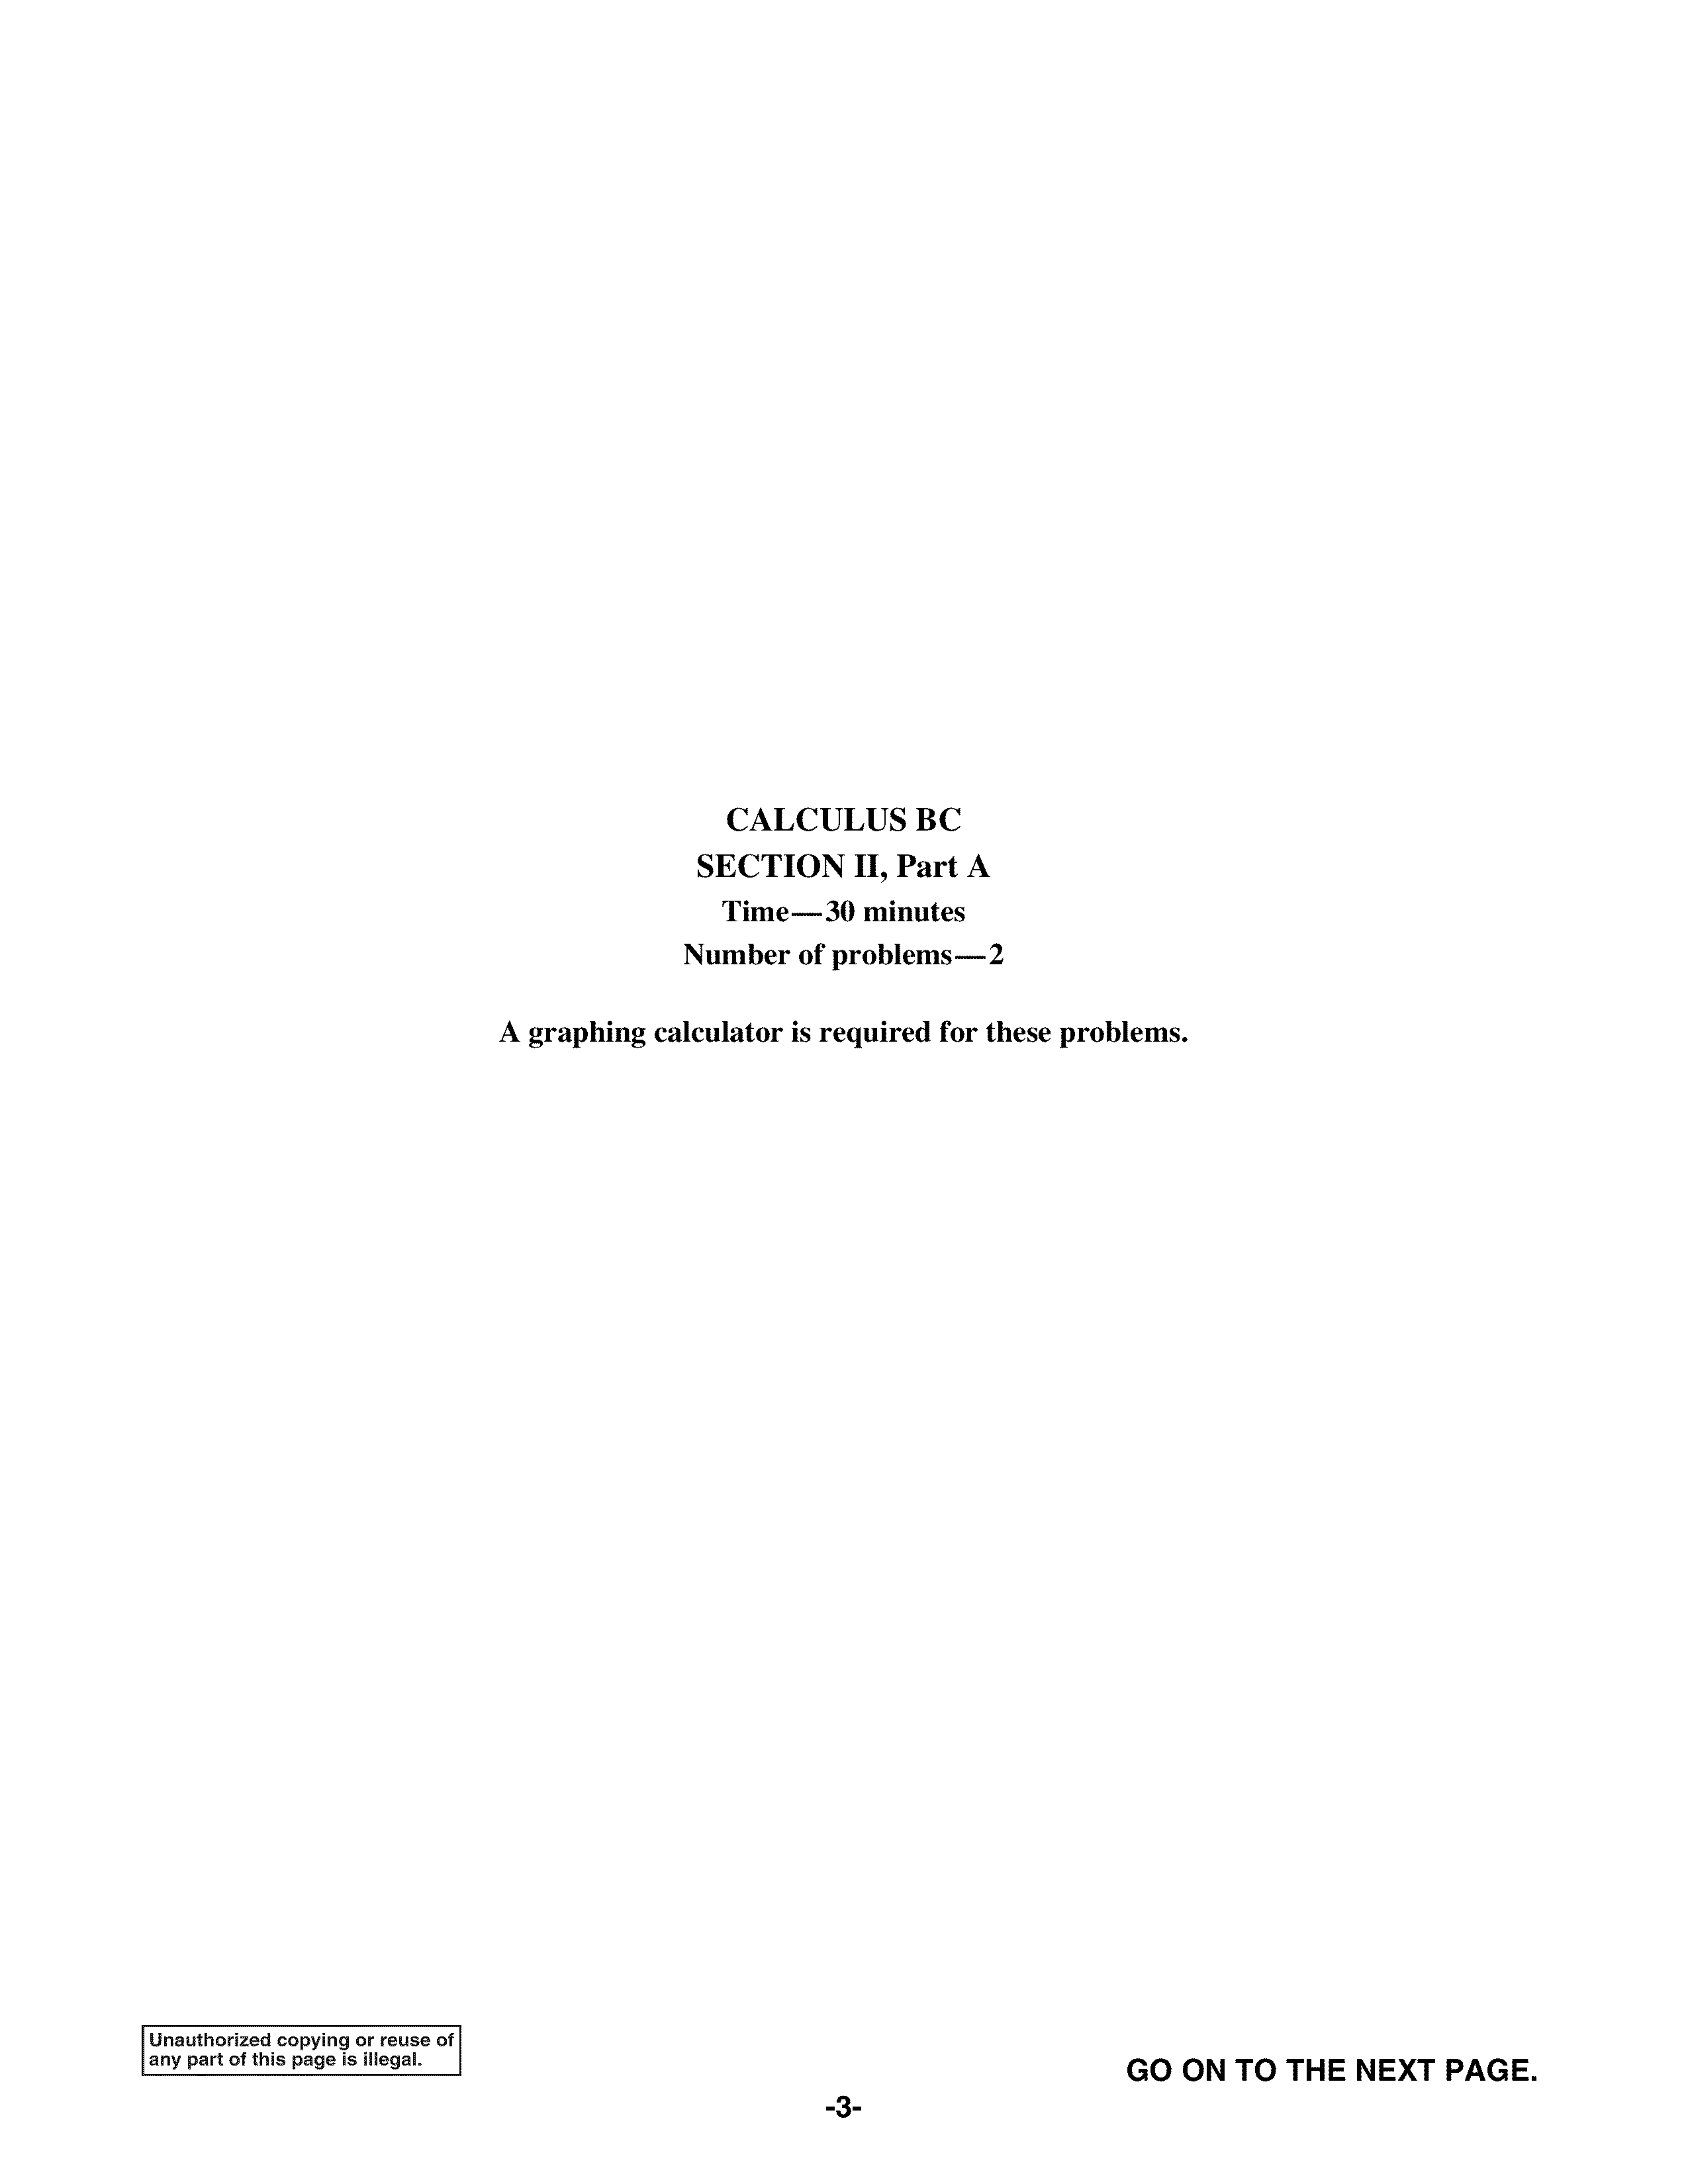 CALCULUS BC
SECTION II, Part A
Time—30 minutes
Number of problems—2
A graphing calculator is required for these problems.
Unauthorized copying or reuse of
any part of this page is illegal.
GO ON TO THE NEXT PAGE.
-3-